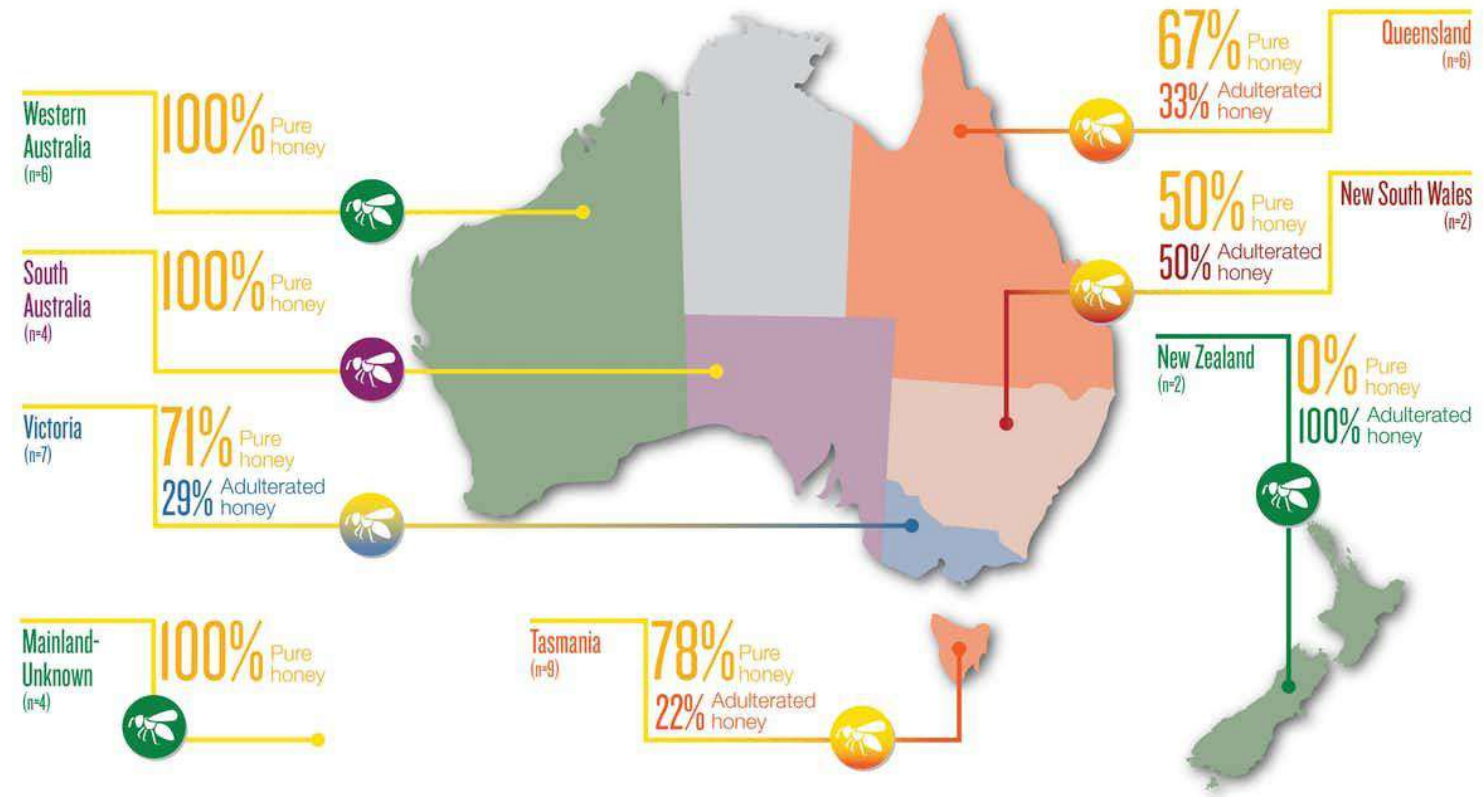 Western
Australia
(n=6)
100% Pure
honey
South
Australia
(n=4)
100% Pure
honey
Victoria
(n=7)
71% Pure
honey
29% Adulterated
honey
Mainland-
Unknown
(n=4)
100% Pure
honey
Tasmania
(n=9)
78% Pure
honey
22% Adulterated
honey
67% Pure
honey
33% Adulterated
honey
Queensland
(n=6)
50% Pure
honey
50% Adulterated
honey
New South Wales
(n=2)
New Zealand
(n=2)
0% Pure
honey
100% Adulterated
honey